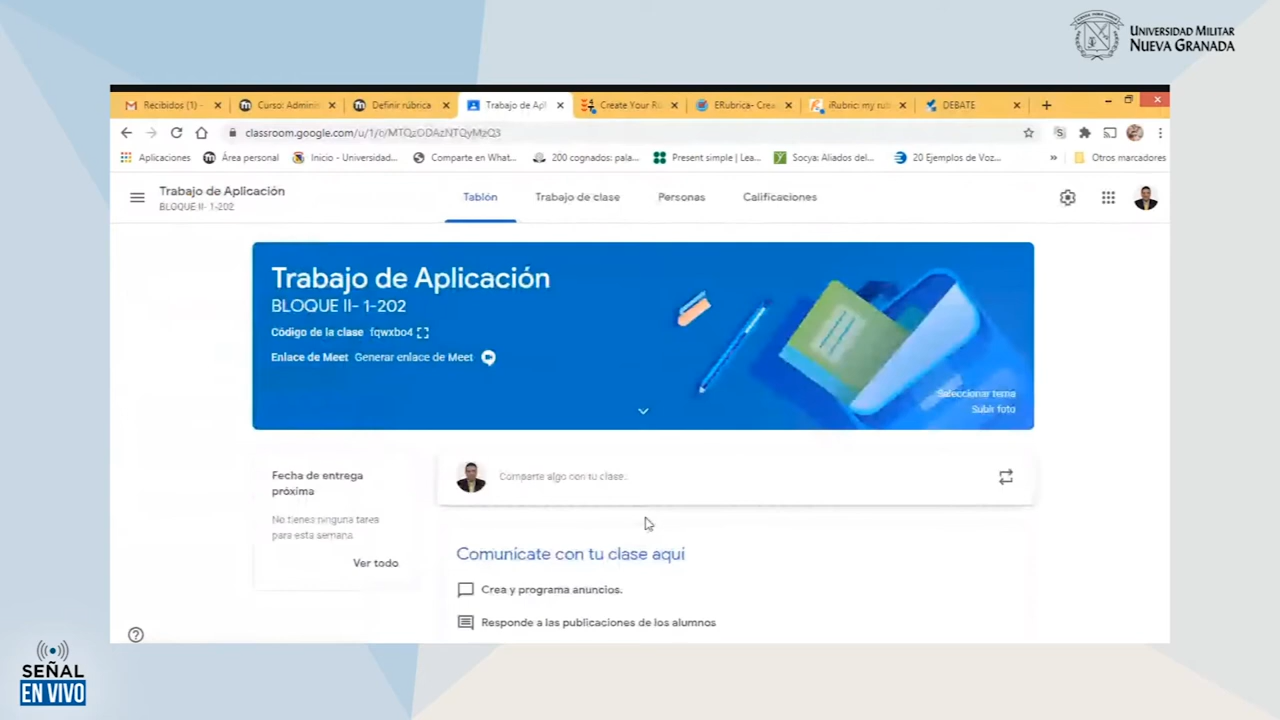 UNIVERSIDAD MILITAR
NUEVA GRANADA
Recibidos (1) -
Curso: Adminis
Definir rúbrica
Trabajo de Apl
Create Your R
ERubrica- Crea
iRubric: my rub
DEBATE
classroom.google.com/u/1/c/MTQzODAzNTQyMzQ3
Aplicaciones
Área personal
Inicio - Universidad...
Comparte en What...
200 cognados: pala...
Present simple | Lea...
Socya: Aliados del...
20 Ejemplos de Voz...
»
Otros marcadores
Trabajo de Aplicación
BLOQUE II- 1-202
Tablón
Trabajo de clase
Personas
Calificaciones
Trabajo de Aplicación
BLOQUE II- 1-202
Código de la clase fqwxbo4
Enlace de Meet Generar enlace de Meet
Seleccionar tema
Subir foto
Fecha de entrega
próxima
No tienes ninguna tarea
para esta semana
Ver todo
Comparte algo con tu clase...
Comunícate con tu clase aquí
Crea y programa anuncios.
Responde a las publicaciones de los alumnos
SEÑAL
EN VIVO